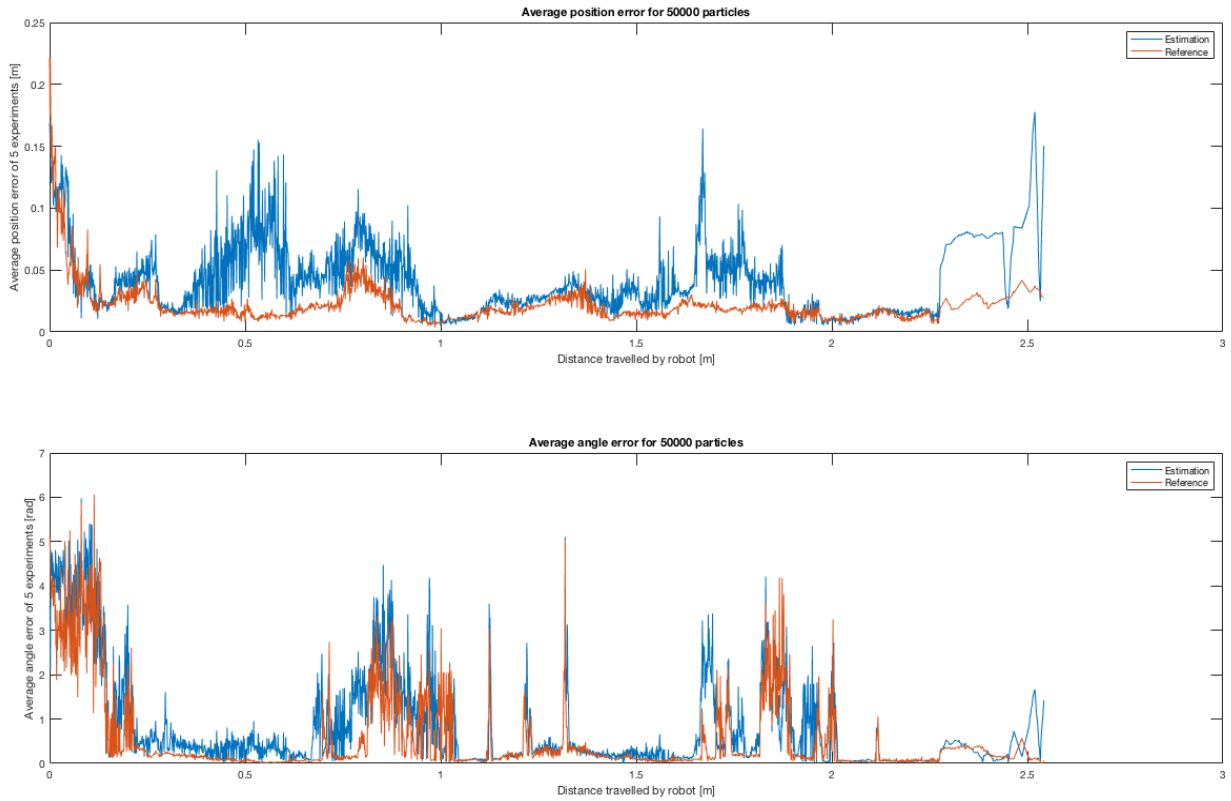 Average position error for 50000 particles
0.25
0.2
0.15
0.1
0.05
0
Average position error of 5 experiments [m]
Estimation
Reference
0 0.5 1 1.5 2 2.5 3
Distance travelled by robot [m]
Average angle error for 50000 particles
7
6
5
4
3
2
1
0
Average angle error of 5 experiments [rad]
Estimation
Reference
0 0.5 1 1.5 2 2.5 3
Distance travelled by robot [m]